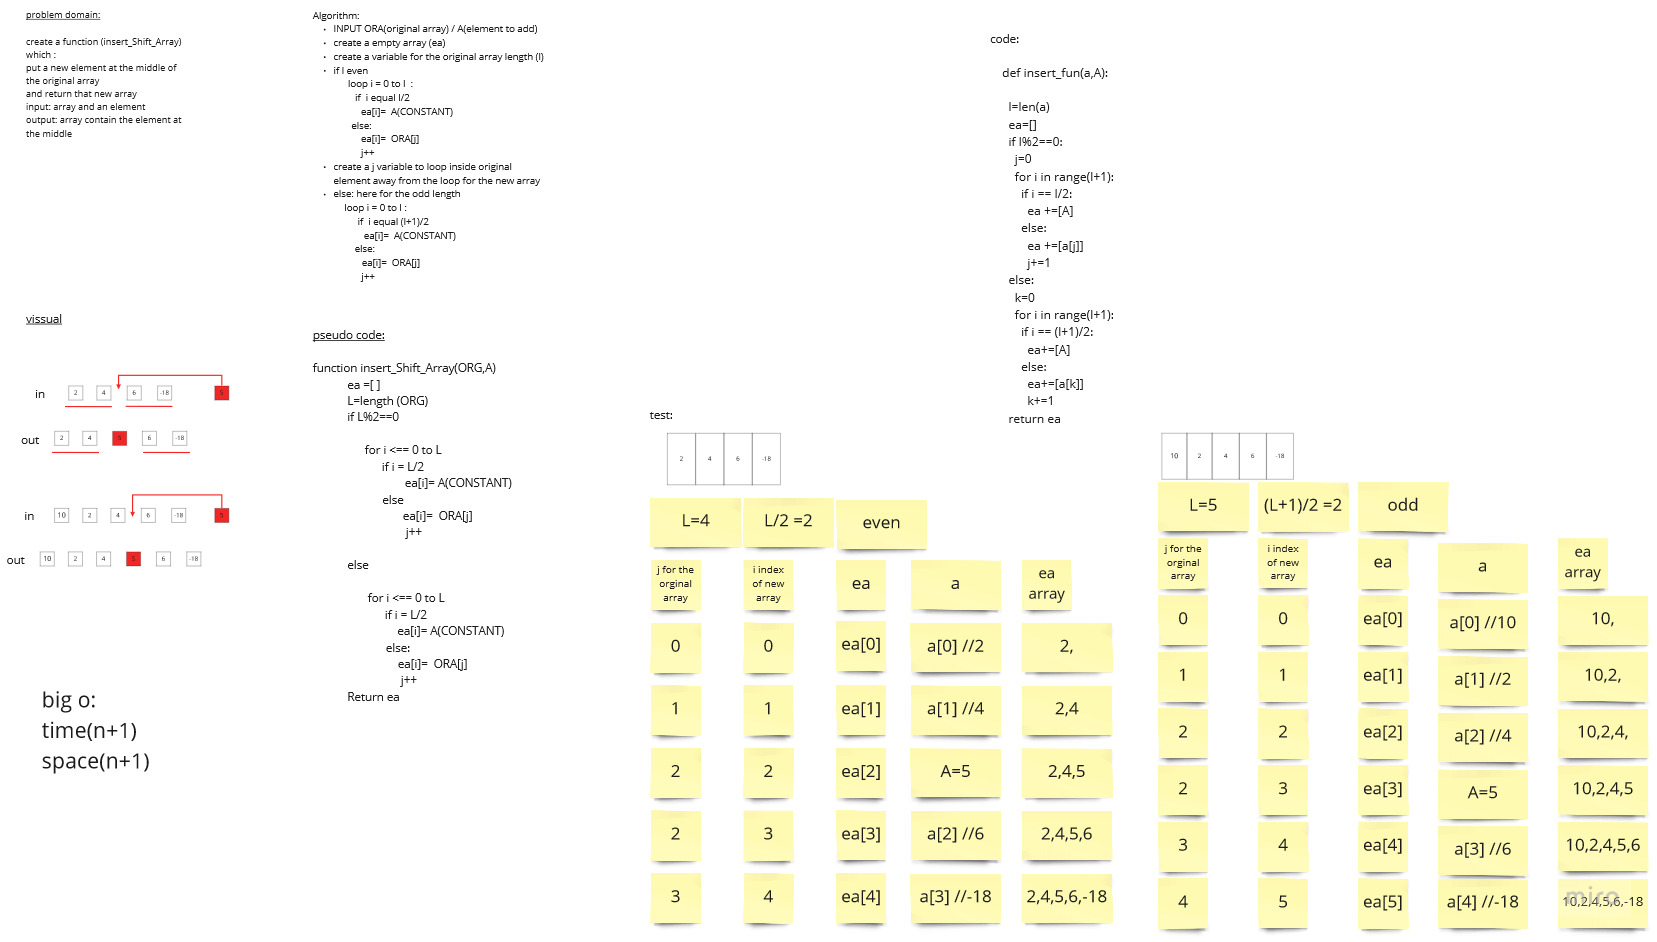 problem domain:
create a function (insert_Shift_Array)
which :
put a new element at the middle of
the original array
and return that new array
input: array and an element
output: array contain the element at
the middle
vissual
in
2 4 6 -18 5
out
2 4 5 6 -18
in
10 2 4 6 -18 5
out
10 2 4 5 6 -18
big o:
time(n+1)
space(n+1)
Algorithm:
• INPUT ORA(original array) / A(element to add)
• create a empty array (ea)
• create a variable for the original array length (l)
• if l even
loop i = 0 to l :
if i equal l/2
ea[i]= A(CONSTANT)
else:
ea[i]= ORA[j]
j++
• create a j variable to loop inside original
element away from the loop for the new array
• else: here for the odd length
loop i = 0 to l :
if i equal (l+1)/2
ea[i]= A(CONSTANT)
else:
ea[i]= ORA[j]
j++
pseudo code:
function insert_Shift_Array(ORG,A)
ea =[ ]
L=length (ORG)
if L%2==0
for i <== 0 to L
if i = L/2
ea[i]= A(CONSTANT)
else
ea[i]= ORA[j]
j++
else
for i <== 0 to L
if i = L/2
ea[i]= A(CONSTANT)
else:
ea[i]= ORA[j]
j++
Return ea
code:
def insert_fun(a,A):
l=len(a)
ea=[]
if l%2==0:
j=0
for i in range(l+1):
if i == l/2:
ea +=[A]
else:
ea +=[a[j]]
j+=1
else:
k=0
for i in range(l+1):
if i == (l+1)/2:
ea+=[A]
else:
ea+=[a[k]]
k+=1
return ea
test:
2 4 6 -18
L=4 L/2 =2 even
j for the orginal array i index of new array ea a ea array
0 0 ea[0] a[0] //2 2,
1 1 ea[1] a[1] //4 2,4
2 2 ea[2] A=5 2,4,5
2 3 ea[3] a[2] //6 2,4,5,6
3 4 ea[4] a[3] //-18 2,4,5,6,-18
10 2 4 6 -18
L=5 (L+1)/2 =2 odd
j for the orginal array i index of new array ea a ea array
0 0 ea[0] a[0] //10 10,
1 1 ea[1] a[1] //2 10,2,
2 2 ea[2] a[2] //4 10,2,4,
2 3 ea[3] A=5 10,2,4,5
3 4 ea[4] a[3] //6 10,2,4,5,6
4 5 ea[5] a[4] //-18 10,2,4,5,6,-18
miro